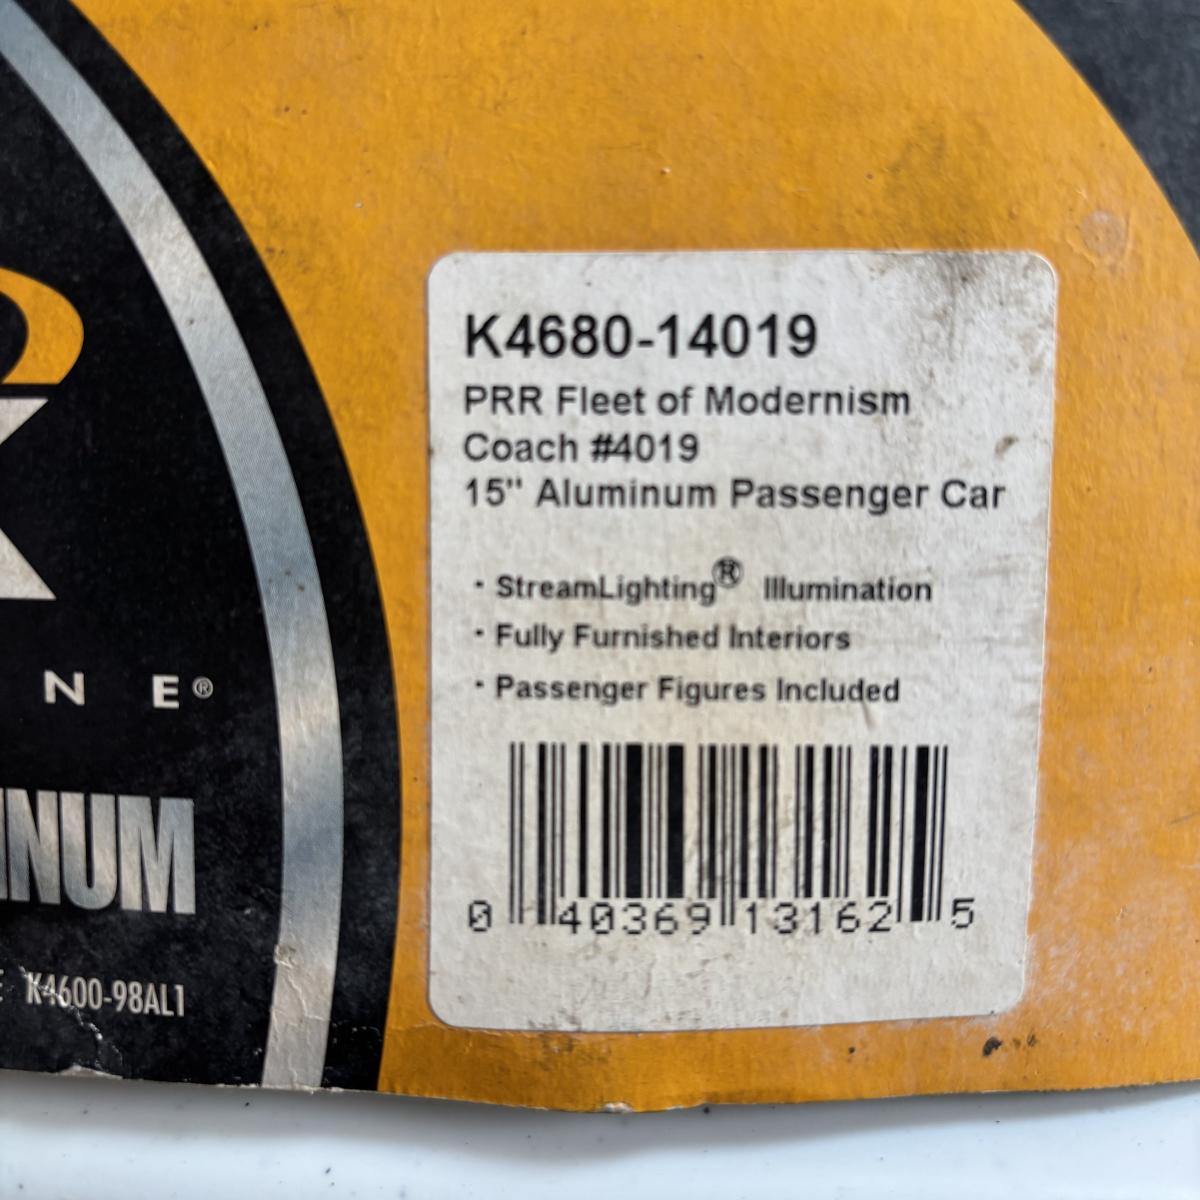 K4680-14019
PRR Fleet of Modernism
Coach #4019
15" Aluminum Passenger Car
· StreamLighting® Illumination
· Fully Furnished Interiors
· Passenger Figures Included
0 40369 13162 5
N E®
K4600-98AL1